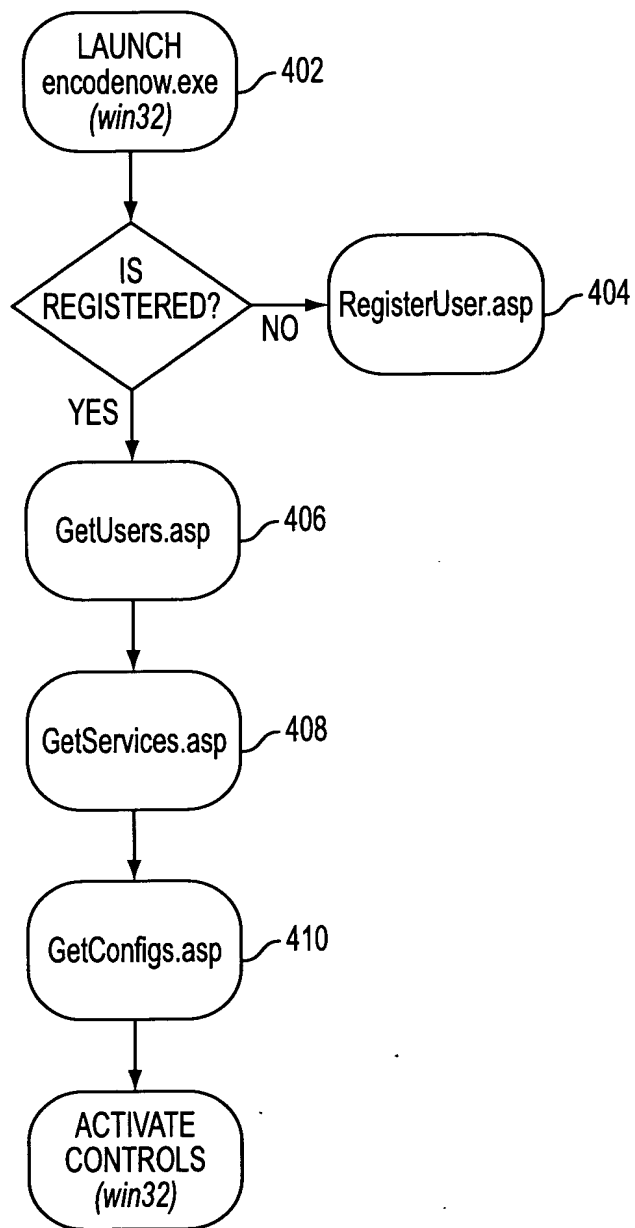 LAUNCH
encodenow.exe
(win32)
402
IS
REGISTERED?
NO
RegisterUser.asp
404
YES
GetUsers.asp
406
GetServices.asp
408
GetConfigs.asp
410
ACTIVATE
CONTROLS
(win32)